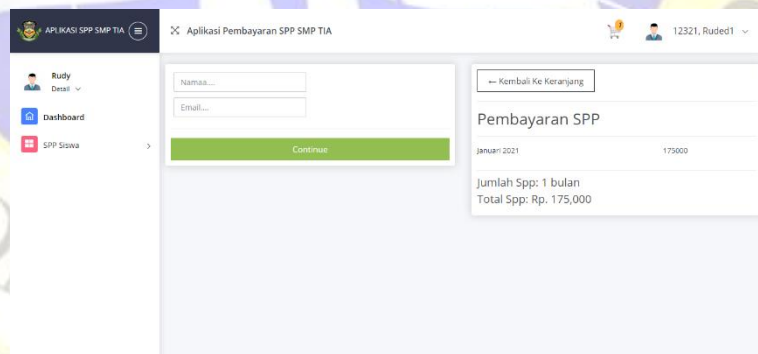 APLIKASI SPP SMP TIA
Aplikasi Pembayaran SPP SMP TIA
12321, Ruded1
Rudy
Detail
Dashboard
SPP Siswa
Namaa....
Email....
Continue
← Kembali Ke Keranjang
Pembayaran SPP
Januari 2021 175000
Jumlah Spp: 1 bulan
Total Spp: Rp. 175,000